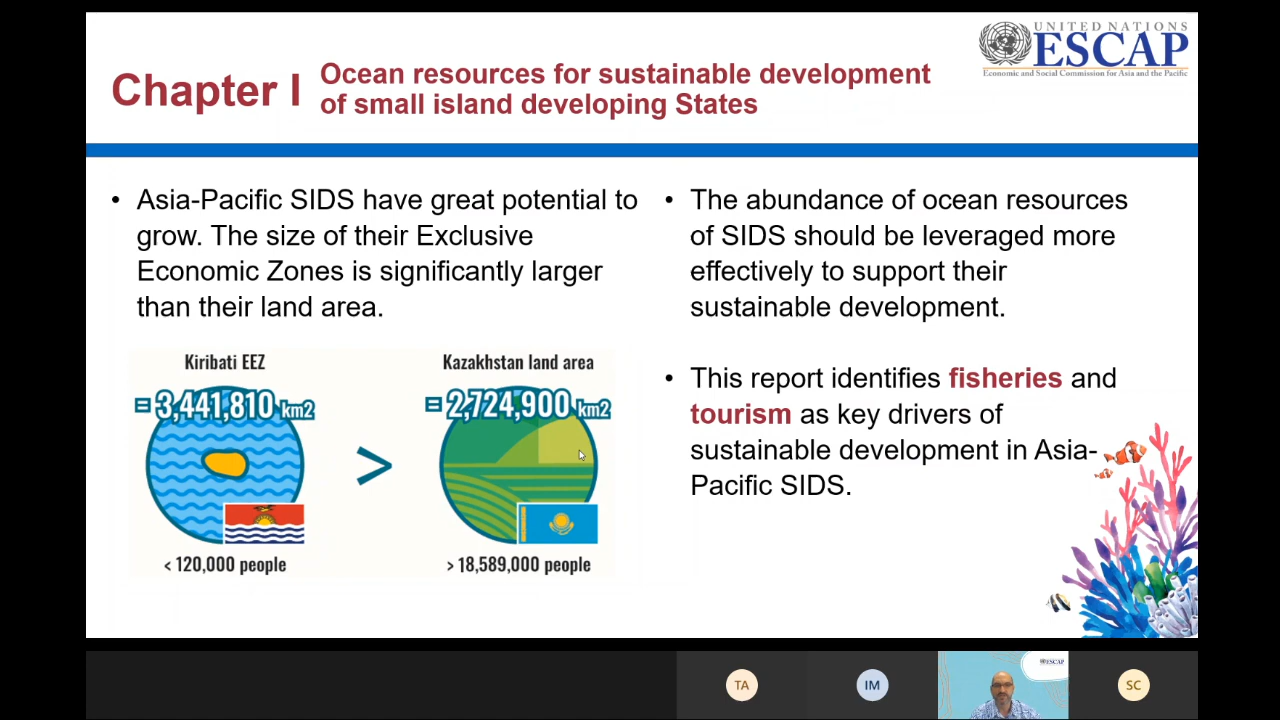 UNITED NATIONS
ESCAP
Economic and Social Commission for Asia and the Pacific
Chapter I
Ocean resources for sustainable development
of small island developing States
• Asia-Pacific SIDS have great potential to
grow. The size of their Exclusive
Economic Zones is significantly larger
than their land area.
Kiribati EEZ
= 3,441,810 km2
< 120,000 people
>
Kazakhstan land area
= 2,724,900 km2
> 18,589,000 people
• The abundance of ocean resources
of SIDS should be leveraged more
effectively to support their
sustainable development.
• This report identifies fisheries and
tourism as key drivers of
sustainable development in Asia-
Pacific SIDS.
TA
IM
ESCAP
SC